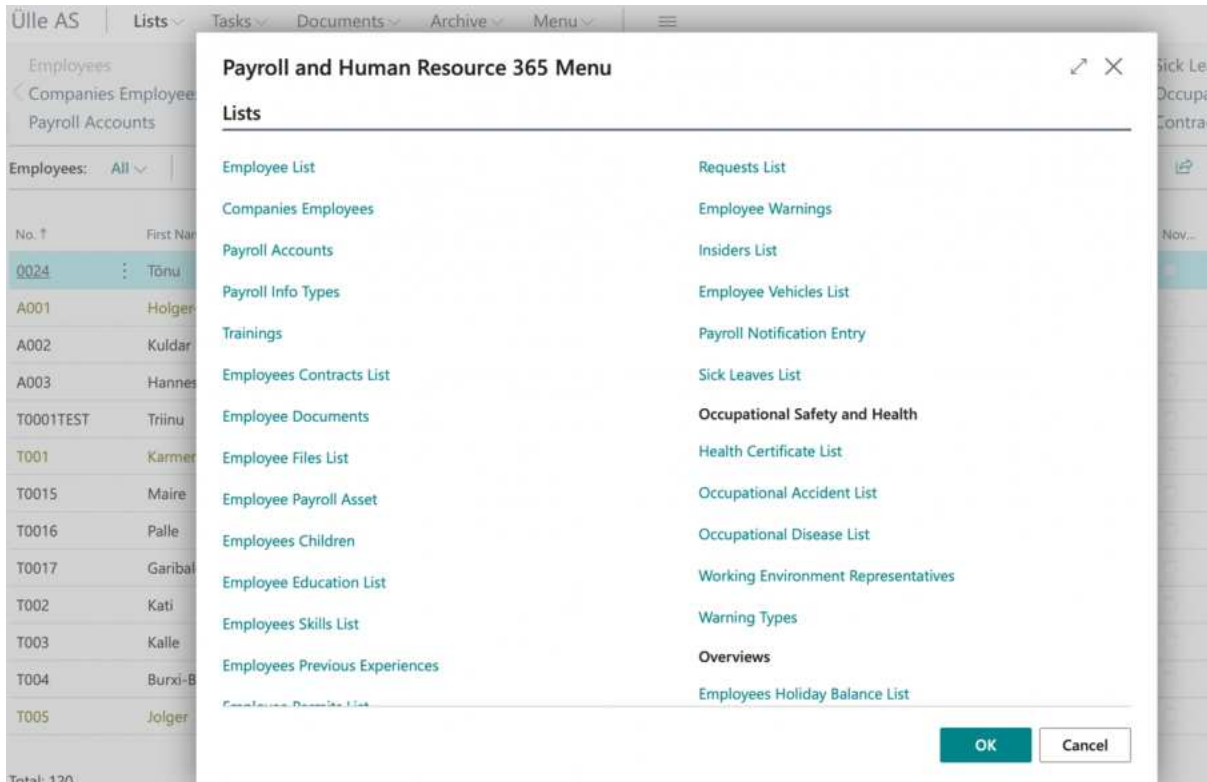 Ülle AS
Lists Tasks Documents Archive Menu
Employees
Companies Employee
Payroll Accounts
Sick Le
Occupa
Contra
Employees: All
No. ↑ First Nar Nov...
0024 Tõnu
A001 Holger-
A002 Kuldar
A003 Hannes
T0001TEST Triinu
T001 Karmen
T0015 Maire
T0016 Palle
T0017 Garibal
T002 Kati
T003 Kalle
T004 Burxi-B
T005 Jolger
Total: 120
Payroll and Human Resource 365 Menu
Lists
Employee List
Companies Employees
Payroll Accounts
Payroll Info Types
Trainings
Employees Contracts List
Employee Documents
Employee Files List
Employee Payroll Asset
Employees Children
Employee Education List
Employees Skills List
Employees Previous Experiences
Employee Permits List
Requests List
Employee Warnings
Insiders List
Employee Vehicles List
Payroll Notification Entry
Sick Leaves List
Occupational Safety and Health
Health Certificate List
Occupational Accident List
Occupational Disease List
Working Environment Representatives
Warning Types
Overviews
Employees Holiday Balance List
OK Cancel